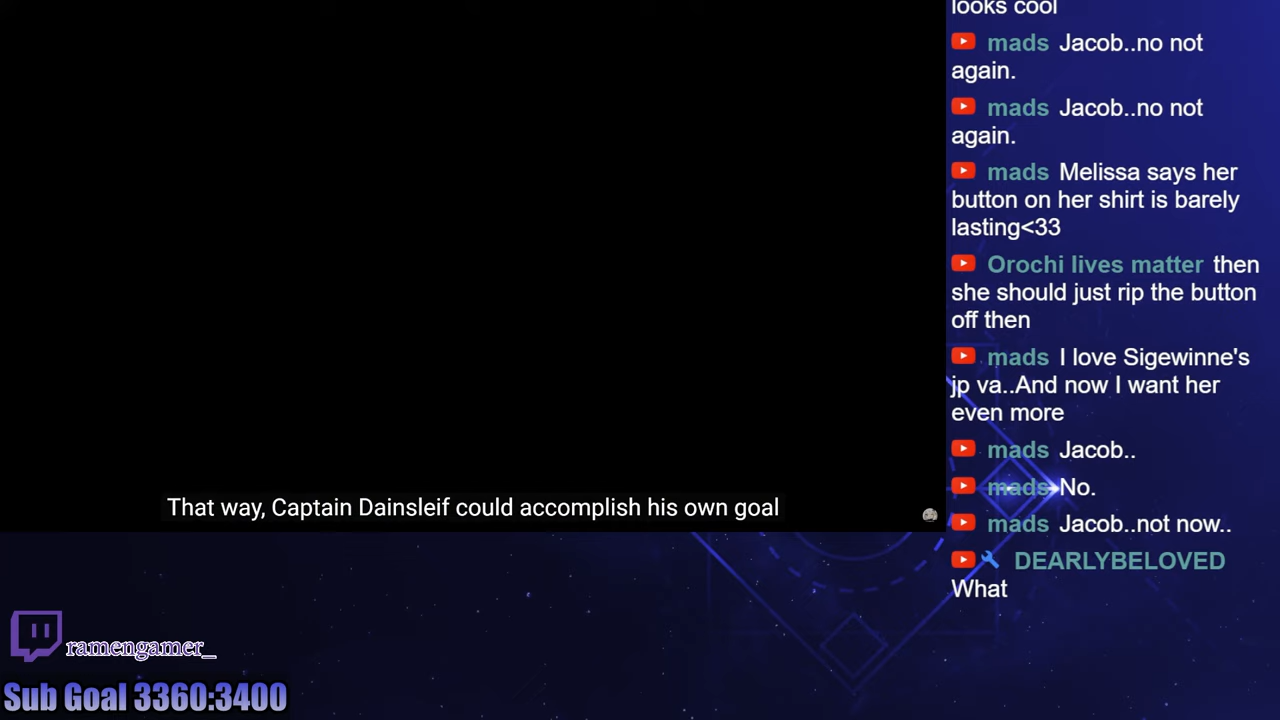 looks cool
mads Jacob..no not
again.
mads Jacob..no not
again.
mads Melissa says her
button on her shirt is barely
lasting<33
Orochi lives matter then
she should just rip the button
off then
mads I love Sigewinne's
jp va..And now I want her
even more
mads Jacob..
mads No.
mads Jacob..not now..
DEARLYBELOVED
What
That way, Captain Dainsleif could accomplish his own goal
ramengamer_
Sub Goal 3360:3400